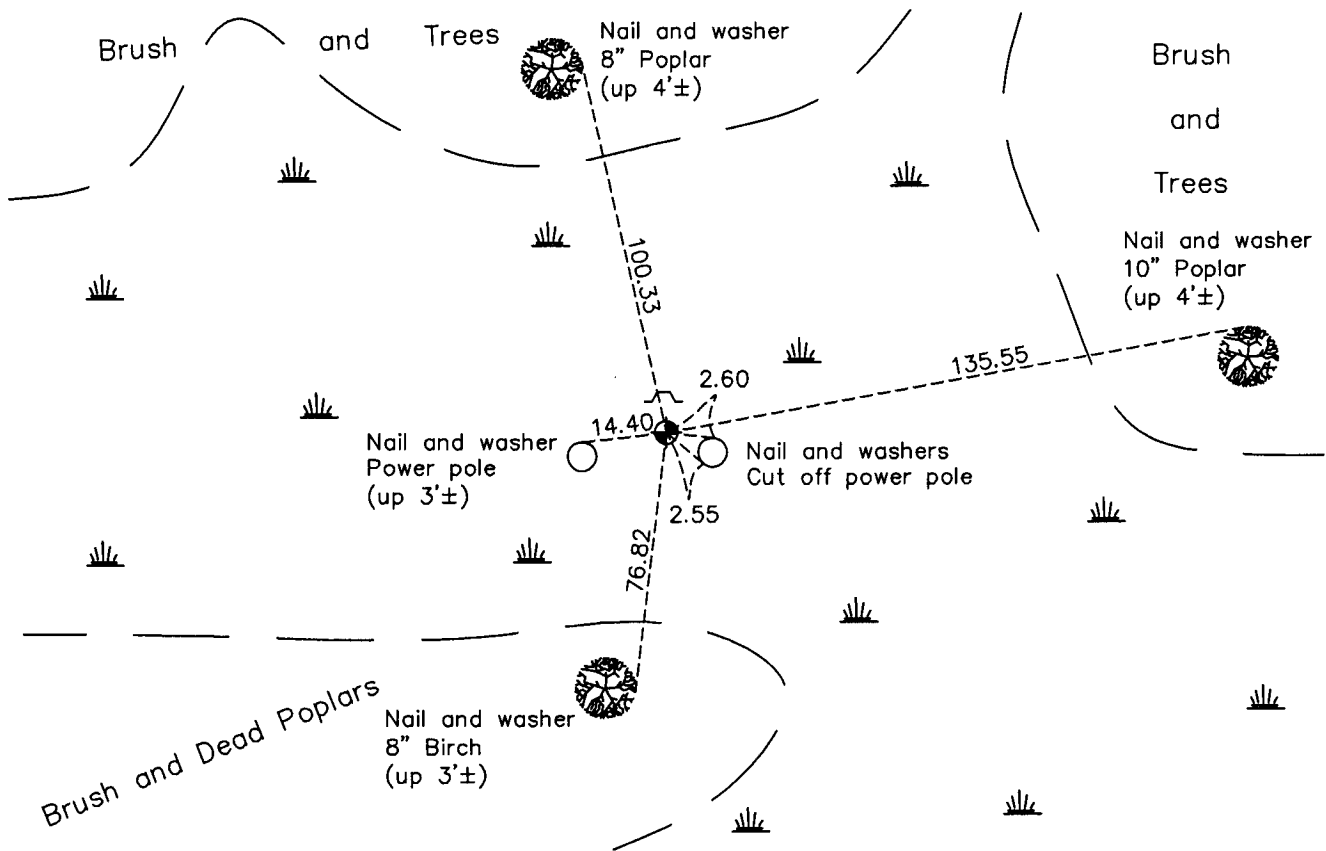 Brush and Trees
Nail and washer
8" Poplar
(up 4'±)
Brush
and
Trees
Nail and washer
10" Poplar
(up 4'±)
100.33
135.55
2.60
14.40
Nail and washer
Power pole
(up 3'±)
Nail and washers
Cut off power pole
2.55
76.82
Brush and Dead Poplars
Nail and washer
8" Birch
(up 3'±)